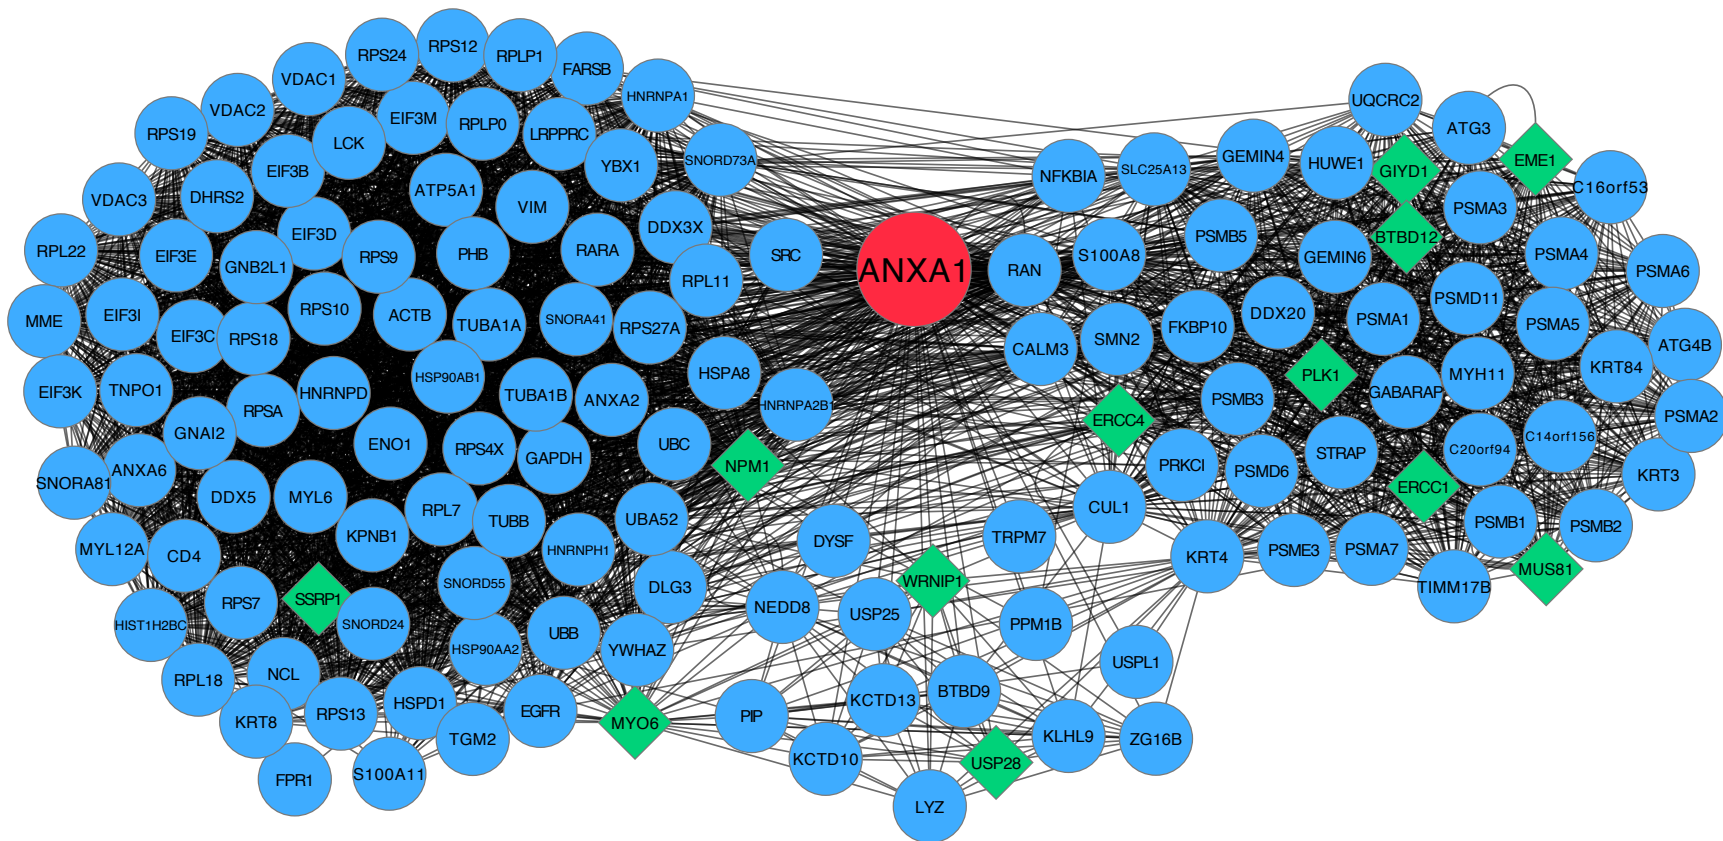 RPS12
RPS24
RPLP1
FARSB
VDAC1
HNRNPA1
VDAC2
RPS19
EIF3M
RPLP0
LRPPRC
LCK
YBX1
SNORD73A
EIF3B
VDAC3
DHRS2
ATP5A1
VIM
DDX3X
RPL22
EIF3E
GNB2L1
EIF3D
RPS9
PHB
RARA
SRC
RPL11
MME
EIF3I
EIF3C
RPS18
RPS10
ACTB
TUBA1A
SNORA41
RPS27A
HSPA8
EIF3K
TNPO1
RPSA
HNRNPD
HSP90AB1
TUBA1B
ANXA2
HNRNPA2B1
GNAI2
ENO1
RPS4X
GAPDH
UBC
NPM1
SNORA81
ANXA6
DDX5
MYL6
RPL7
TUBB
UBA52
MYL12A
CD4
KPNB1
HNRNPH1
SNORD55
DLG3
HIST1H2BC
RPS7
SSRP1
SNORD24
HSP90AA2
UBB
YWHAZ
RPL18
NCL
KRT8
RPS13
HSPD1
EGFR
MYO6
TGM2
FPR1
S100A11
ANXA1
UQCRC2
ATG3
EME1
NFKBIA
SLC25A13
GEMIN4
HUWE1
GIYD1
C16orf53
PSMA3
RAN
S100A8
PSMB5
GEMIN6
BTBD12
PSMA4
PSMA6
PSMD11
CALM3
SMN2
FKBP10
DDX20
PSMA1
PSMA5
ATG4B
PLK1
GABARAP
MYH11
KRT84
ERCC4
PSMB3
PSMA2
PRKCI
PSMD6
STRAP
C20orf94
C14orf156
KRT3
ERCC1
CUL1
PSMB1
PSMB2
KRT4
PSME3
PSMA7
TIMM17B
MUS81
DYSF
TRPM7
WRNIP1
NEDD8
USP25
PPM1B
USPL1
PIP
KCTD13
BTBD9
KCTD10
USP28
KLHL9
ZG16B
LYZ